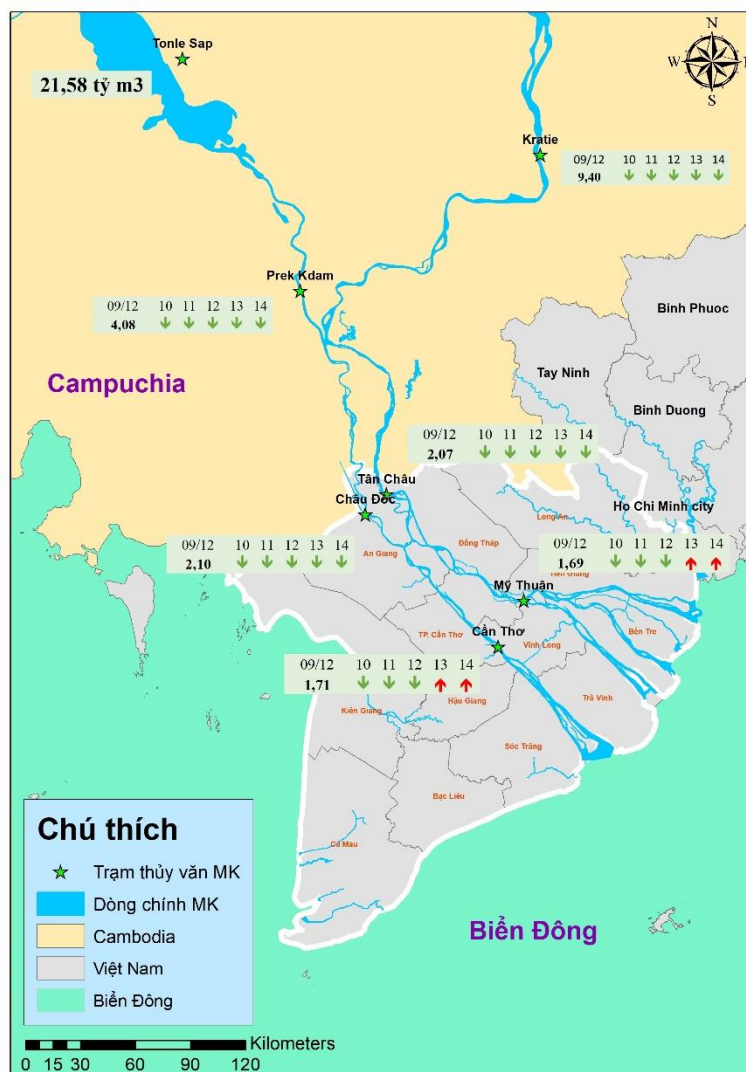 Tonle Sap
21,58 tỷ m3
N
W
S
Kratie
09/12 10 11 12 13 14
9,40
Prek Kdam
09/12 10 11 12 13 14
4,08
Binh Phuoc
Campuchia
Tay Ninh
Binh Duong
09/12 10 11 12 13 14
2,07
Tân Châu
Châu Đốc
Long An
Ho Chi Minh city
09/12 10 11 12 13 14
2,10
An Giang
Đồng Tháp
09/12 10 11 12 13 14
1,69
Tiền Giang
Mỹ Thuận
Bến Tre
TP. Cần Thơ
Cần Thơ
Vĩnh Long
09/12 10 11 12 13 14
1,71
Kiên Giang
Hậu Giang
Trà Vinh
Sóc Trăng
Bạc Liêu
Cà Mau
Biển Đông
Chú thích
Trạm thủy văn MK
Dòng chính MK
Cambodia
Việt Nam
Biển Đông
Kilometers
0 15 30 60 90 120